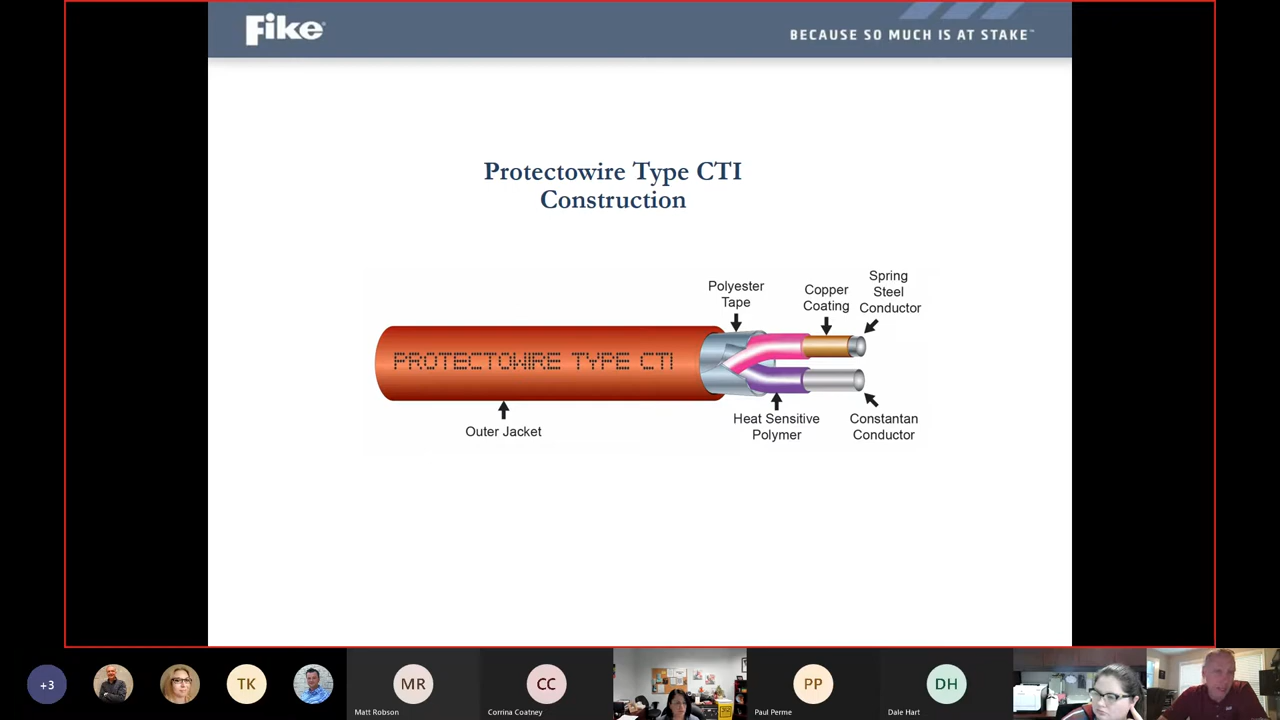 Fike
BECAUSE SO MUCH IS AT STAKE™
Protectowire Type CTI
Construction
Polyester
Tape
Copper
Coating
Spring
Steel
Conductor
PROTECTOWIRE TYPE CTI
Outer Jacket
Heat Sensitive
Polymer
Constantan
Conductor
+3
TK
MR
Matt Robson
CC
Corrina Coatney
PP
Paul Perme
DH
Dale Hart